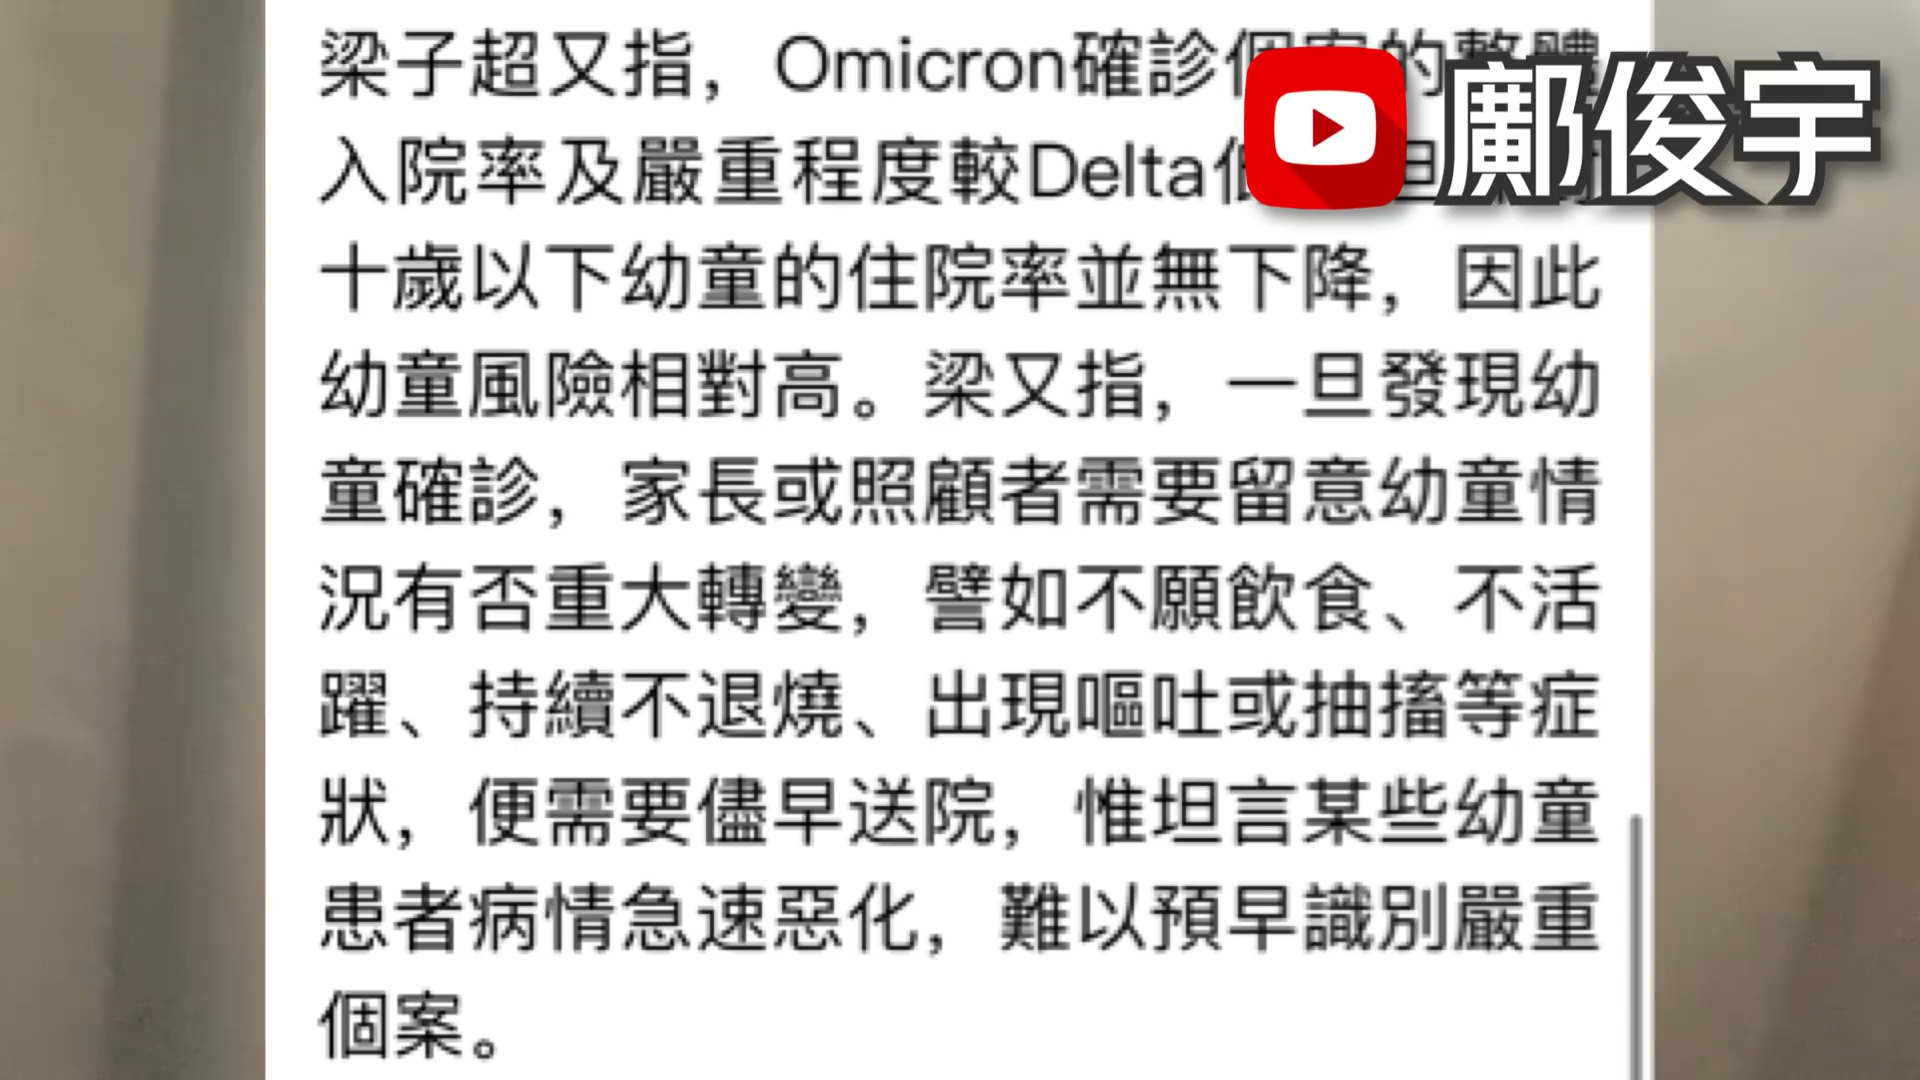 梁子超又指，Omicron確診個案的整體
鄺俊宇
入院率及嚴重程度較Delta低，但
十歲以下幼童的住院率並無下降，因此
幼童風險相對高。梁又指，一旦發現幼
童確診，家長或照顧者需要留意幼童情
況有否重大轉變，譬如不願飲食、不活
躍、持續不退燒、出現嘔吐或抽搐等症
狀，便需要儘早送院，惟坦言某些幼童
患者病情急速惡化，難以預早識別嚴重
個案。